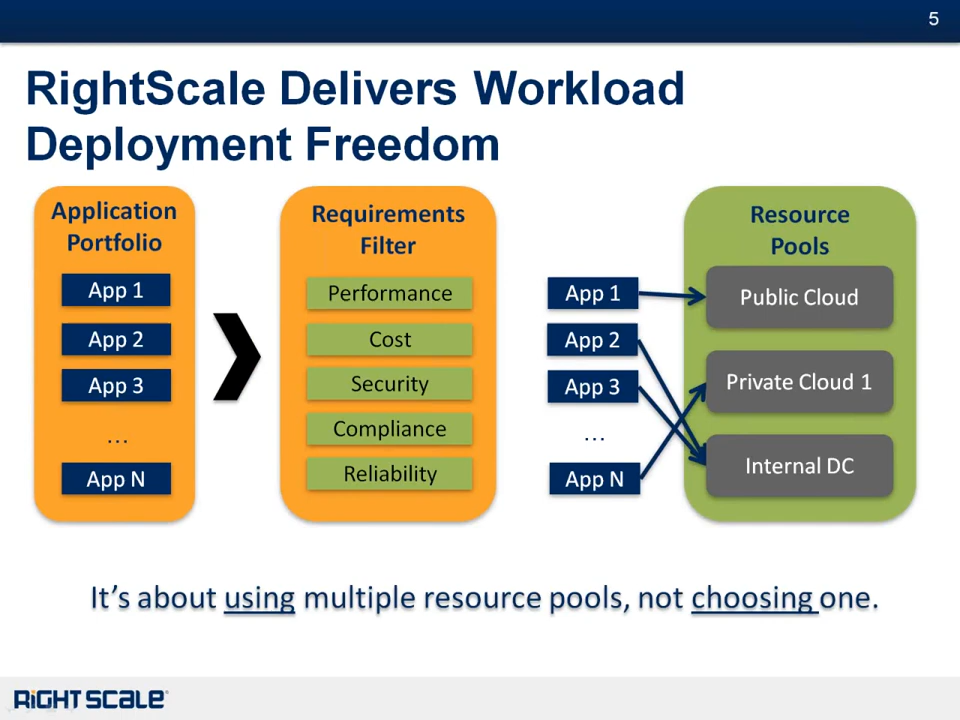 5
RightScale Delivers Workload
Deployment Freedom
Application
Portfolio
App 1
App 2
App 3
...
App N
Requirements
Filter
Performance
Cost
Security
Compliance
Reliability
App 1
App 2
App 3
...
App N
Resource
Pools
Public Cloud
Private Cloud 1
Internal DC
It's about using multiple resource pools, not choosing one.
RIGHTSCALE